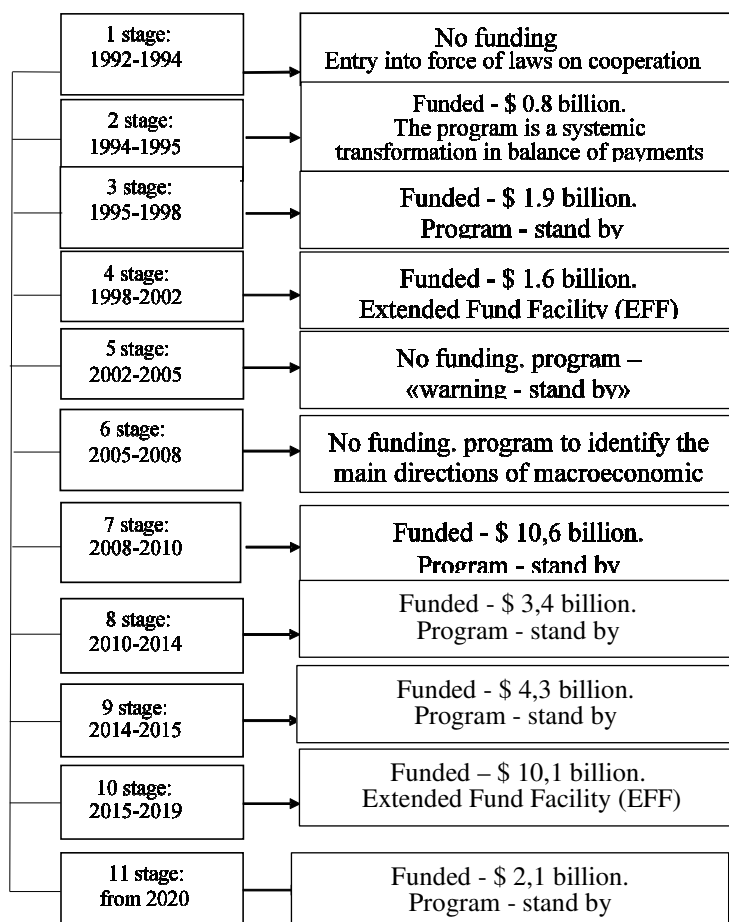 1 stage:
1992-1994
No funding
Entry into force of laws on cooperation
2 stage:
1994-1995
Funded - $ 0.8 billion.
The program is a systemic
transformation in balance of payments
3 stage:
1995-1998
Funded - $ 1.9 billion.
Program - stand by
4 stage:
1998-2002
Funded - $ 1.6 billion.
Extended Fund Facility (EFF)
5 stage:
2002-2005
No funding. program –
«warning - stand by»
6 stage:
2005-2008
No funding. program to identify the
main directions of macroeconomic
7 stage:
2008-2010
Funded - $ 10,6 billion.
Program - stand by
8 stage:
2010-2014
Funded - $ 3,4 billion.
Program - stand by
9 stage:
2014-2015
Funded - $ 4,3 billion.
Program - stand by
10 stage:
2015-2019
Funded – $ 10,1 billion.
Extended Fund Facility (EFF)
11 stage:
from 2020
Funded - $ 2,1 billion.
Program - stand by